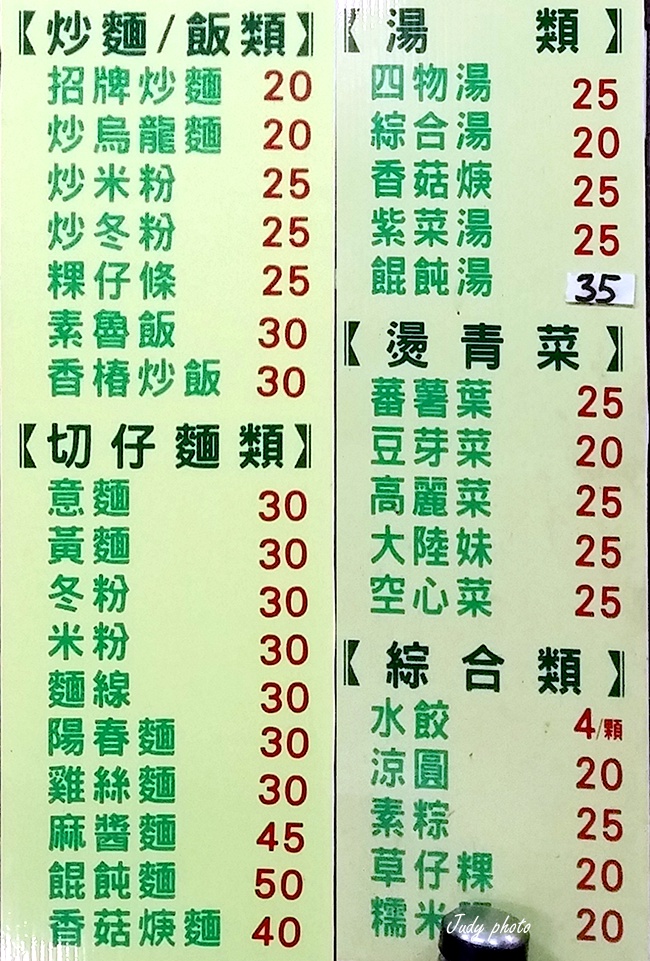 【炒麵/飯類】
招牌炒麵 20
炒烏龍麵 20
炒米粉 25
炒冬粉 25
粿仔條 25
素魯飯 30
香椿炒飯 30
【切仔麵類】
意麵 30
黃麵 30
冬粉 30
米粉 30
麵線 30
陽春麵 30
雞絲麵 30
麻醬麵 45
餛飩麵 50
香菇焿麵 40
【湯類】
四物湯 25
綜合湯 20
香菇焿 25
紫菜湯 25
餛飩湯 35
【燙青菜】
蕃薯葉 25
豆芽菜 20
高麗菜 25
大陸妹 25
空心菜 25
【綜合類】
水餃 4/顆
涼圓 20
素粽 25
草仔粿 20
糯米 20
Judy photo